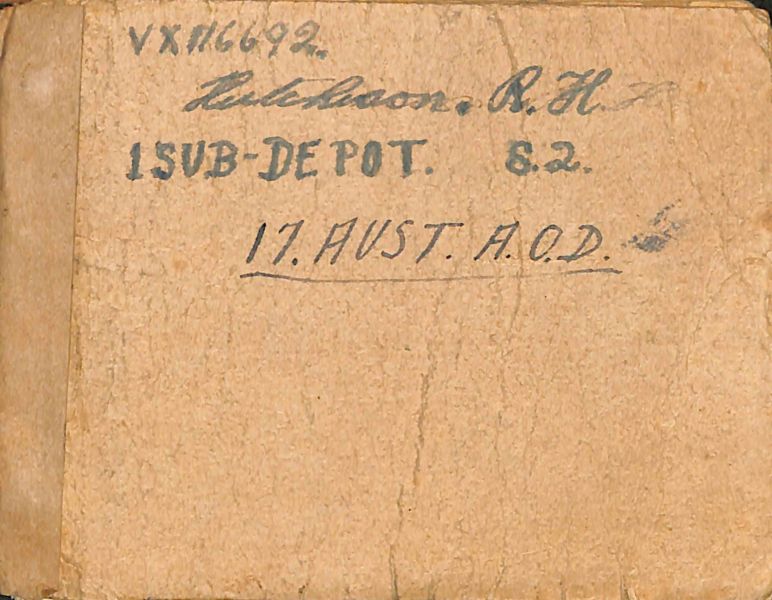 VX116692.
Hutchison. R. H.
1 SUB-DEPOT. S.2.
17. AUST. A.O.D.